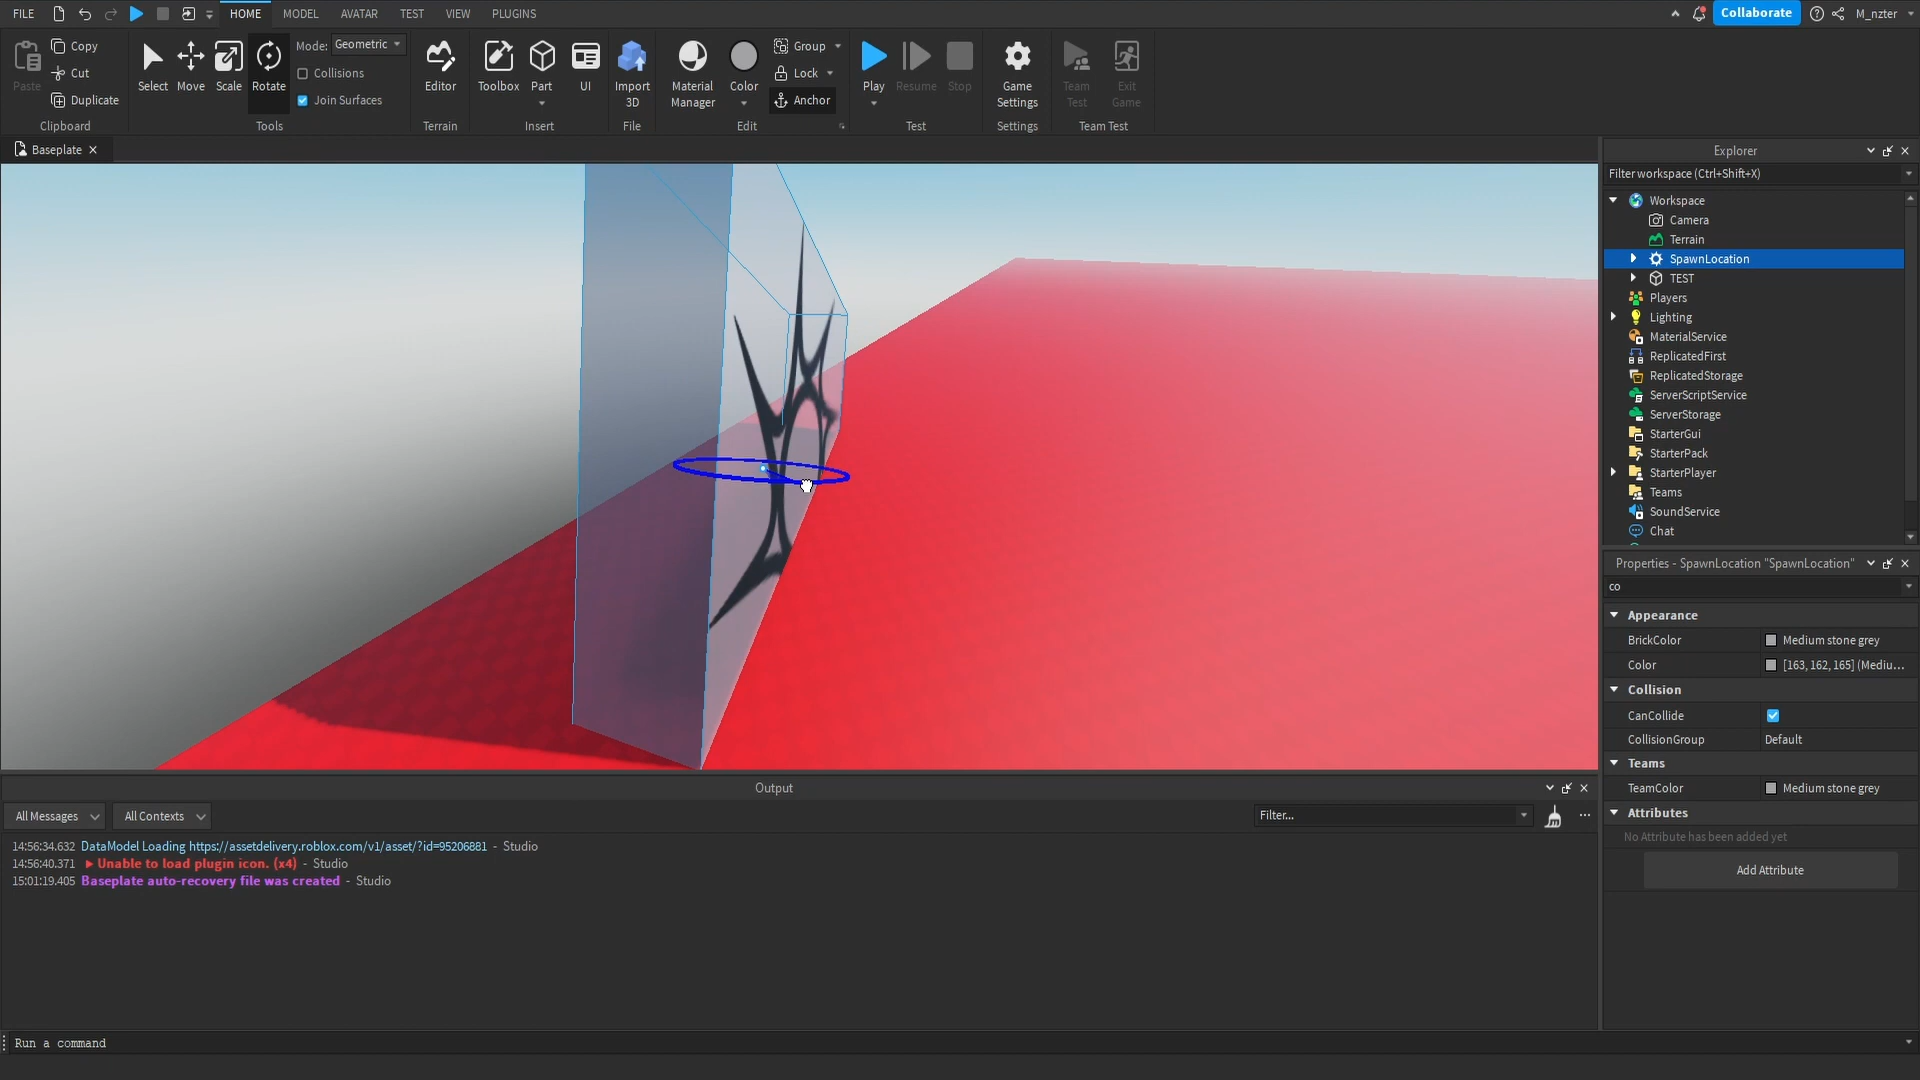 FILE HOME MODEL AVATAR TEST VIEW PLUGINS Collaborate M_nzter
Paste Copy Cut Duplicate Clipboard
Select Move Scale Rotate Mode: Geometric Collisions Join Surfaces Tools
Editor Terrain
Toolbox Part UI Insert
Import 3D File
Material Manager Color Group Lock Anchor Edit
Play Resume Stop Test
Game Settings Settings
Team Test Exit Game Team Test
Baseplate
Explorer
Filter workspace (Ctrl+Shift+X)
Workspace
Camera
Terrain
SpawnLocation
TEST
Players
Lighting
MaterialService
ReplicatedFirst
ReplicatedStorage
ServerScriptService
ServerStorage
StarterGui
StarterPack
StarterPlayer
Teams
SoundService
Chat
Properties - SpawnLocation "SpawnLocation"
co
Appearance
BrickColor Medium stone grey
Color [163, 162, 165] (Mediu...
Collision
CanCollide
CollisionGroup Default
Teams
TeamColor Medium stone grey
Attributes
No Attribute has been added yet
Add Attribute
Output
All Messages All Contexts Filter...
14:56:34.632 DataModel Loading https://assetdelivery.roblox.com/v1/asset/?id=95206881 - Studio
14:56:40.371 Unable to load plugin icon. (x4) - Studio
15:01:19.405 Baseplate auto-recovery file was created - Studio
Run a command